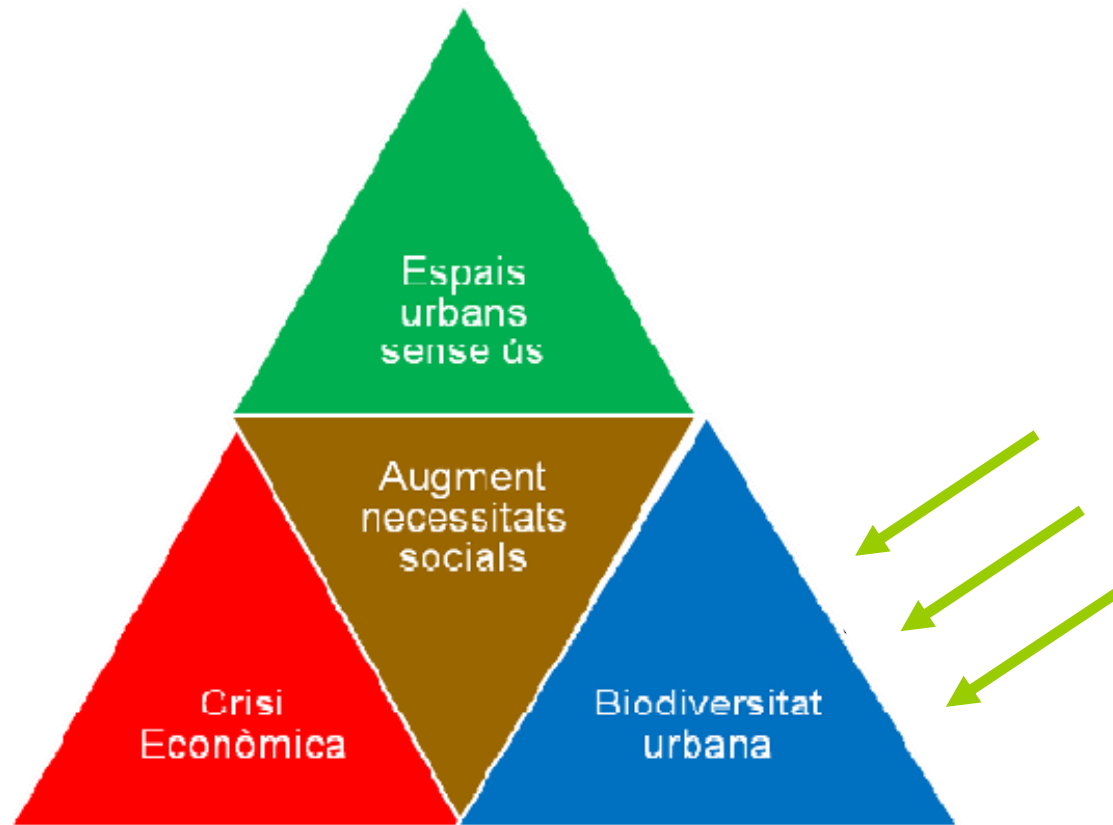 Espais
urbans
sense ús
Augment
necessitats
socials
Crisi
Econòmica
Biodiversitat
urbana